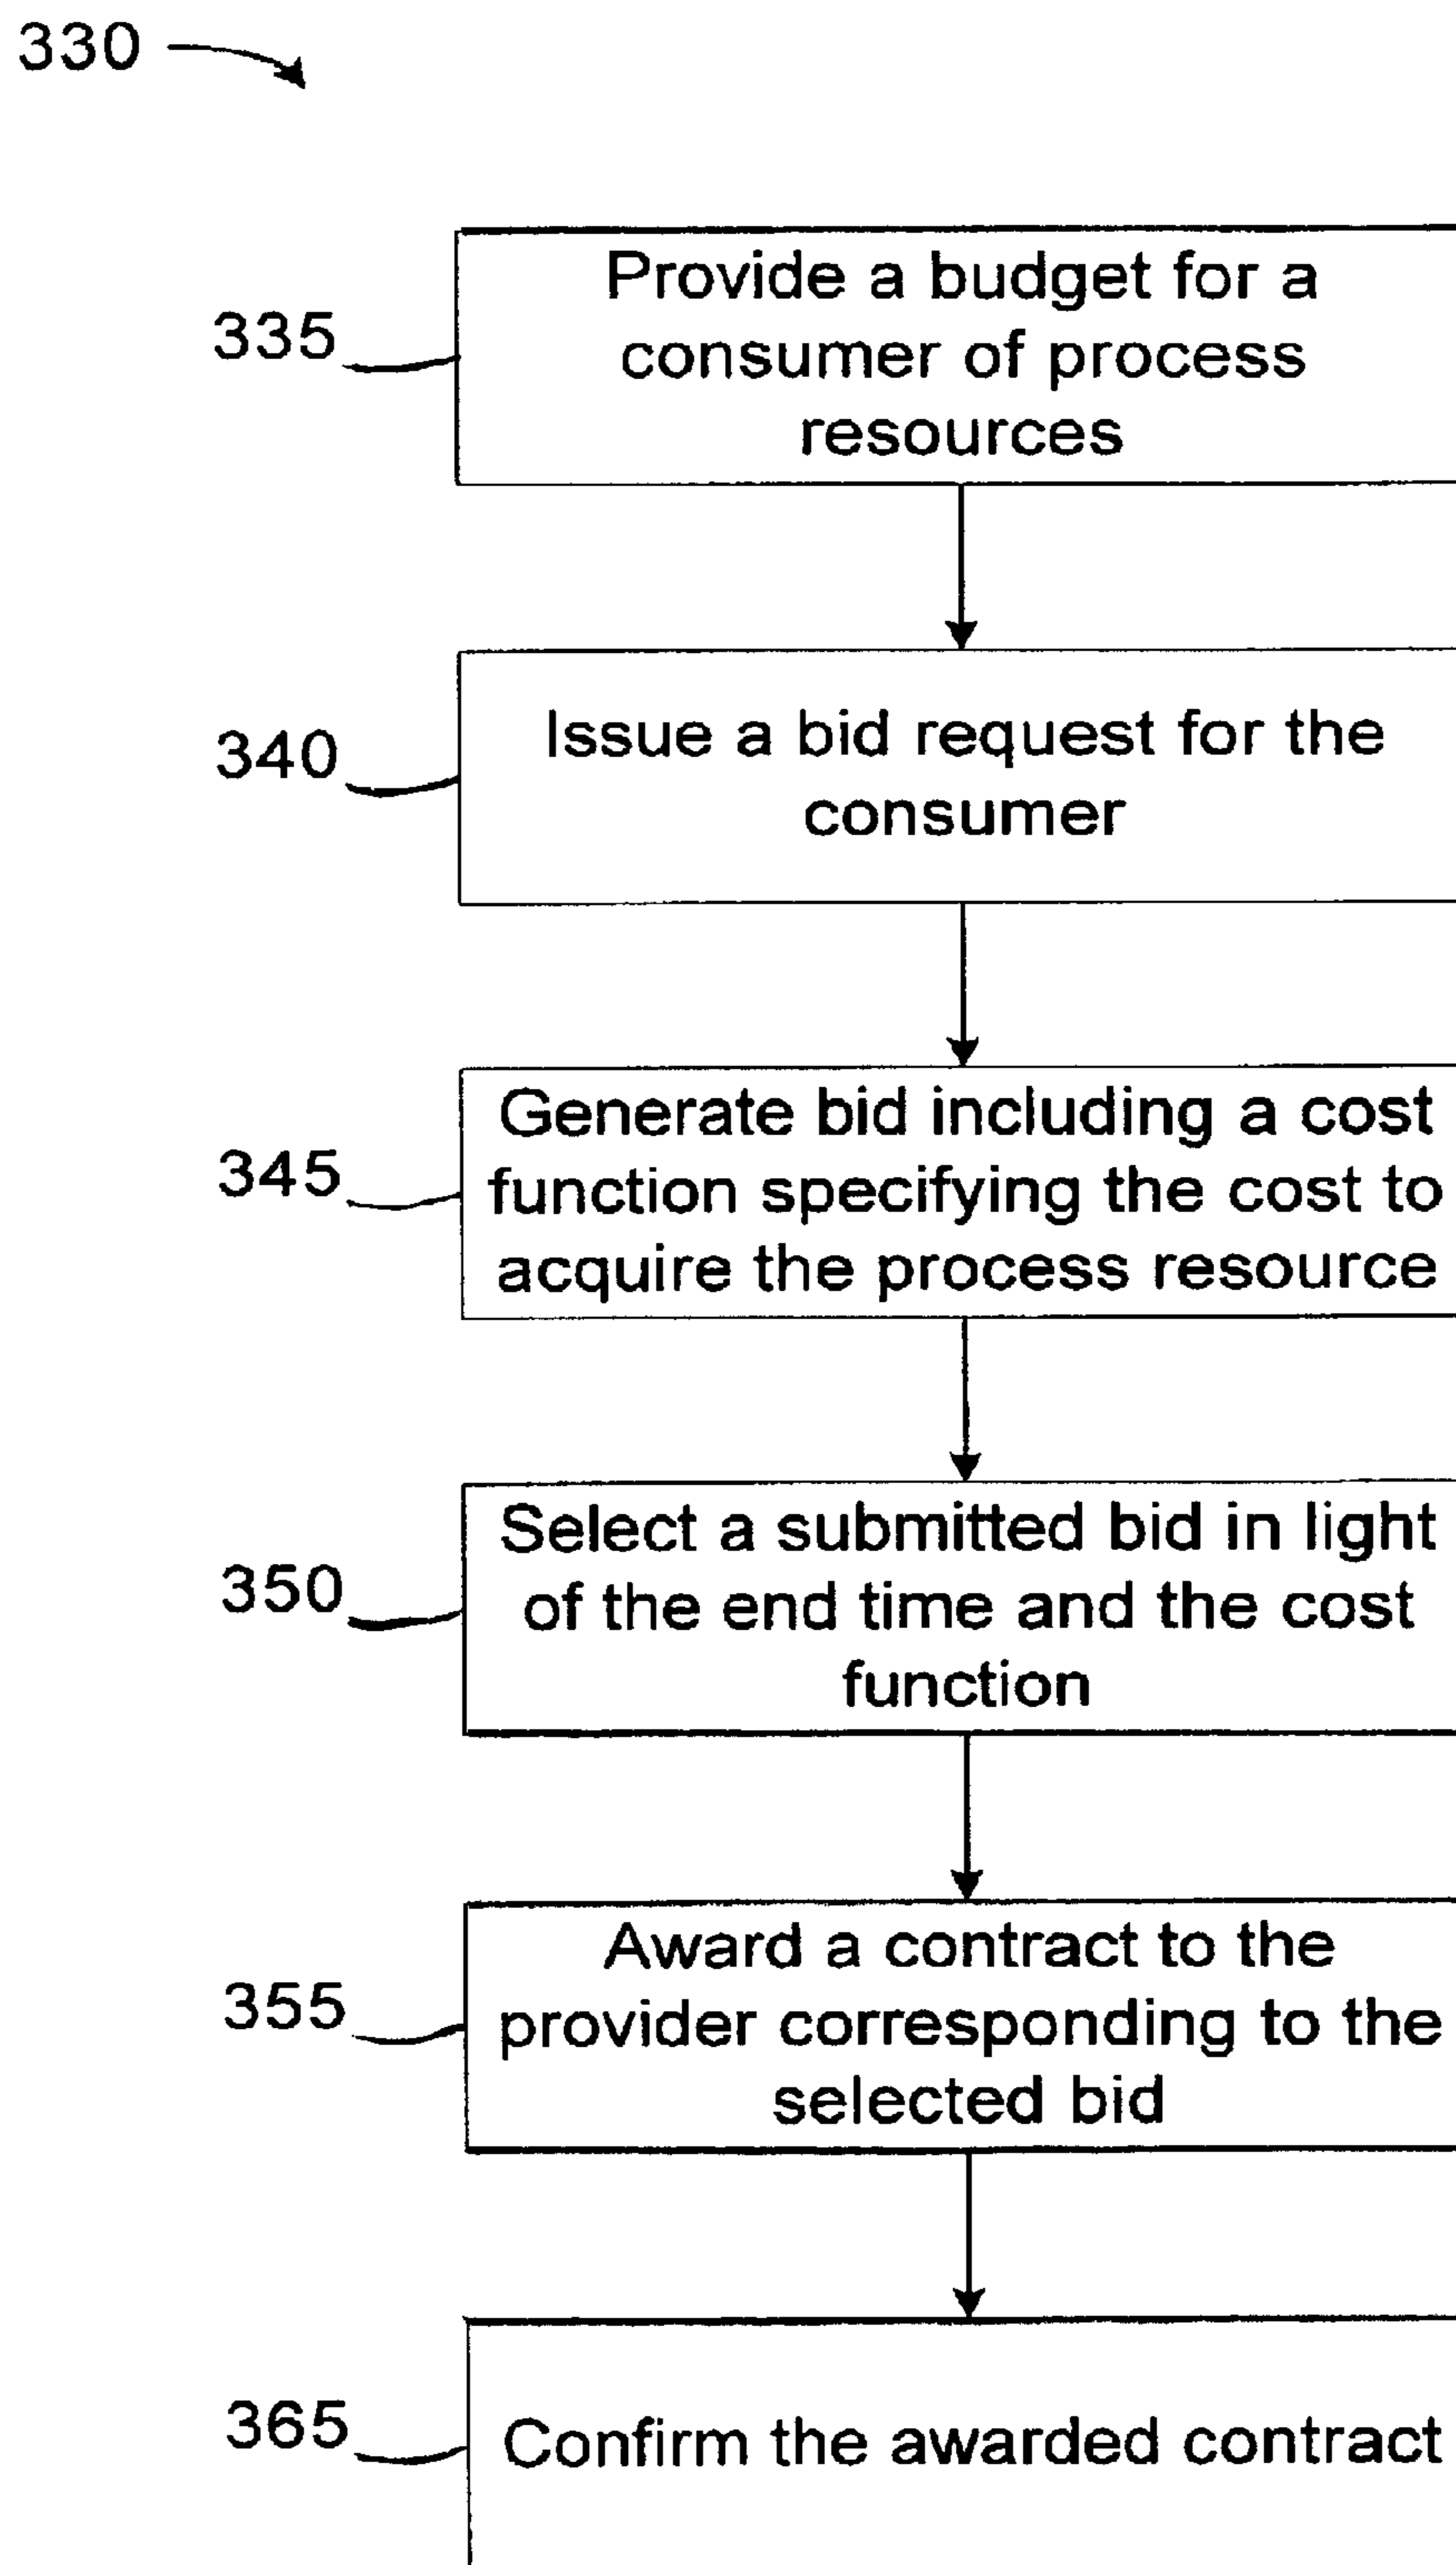 330
335
Provide a budget for a
consumer of process
resources
340
Issue a bid request for the
consumer
345
Generate bid including a cost
function specifying the cost to
acquire the process resource
350
Select a submitted bid in light
of the end time and the cost
function
355
Award a contract to the
provider corresponding to the
selected bid
365
Confirm the awarded contract